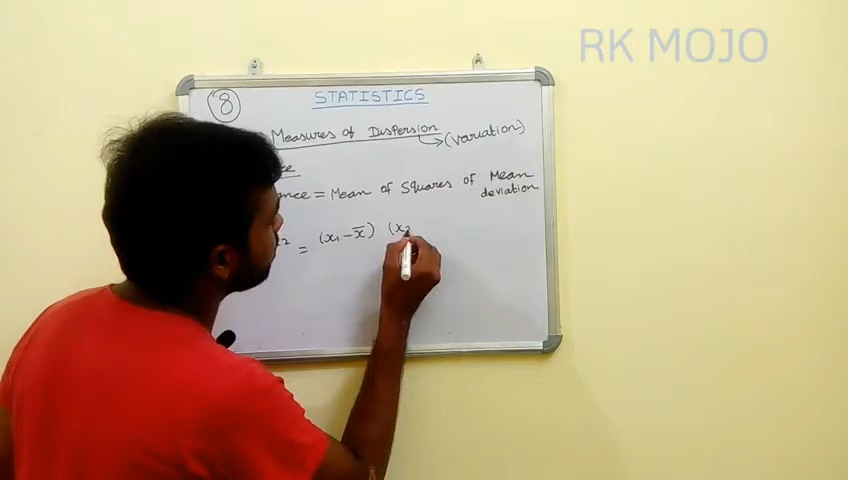 RK MOJO
8
STATISTICS
Measures of Dispersion
(variation)
= Mean of Squares of Mean
deviation
= (x₁ - x̅) (x₂